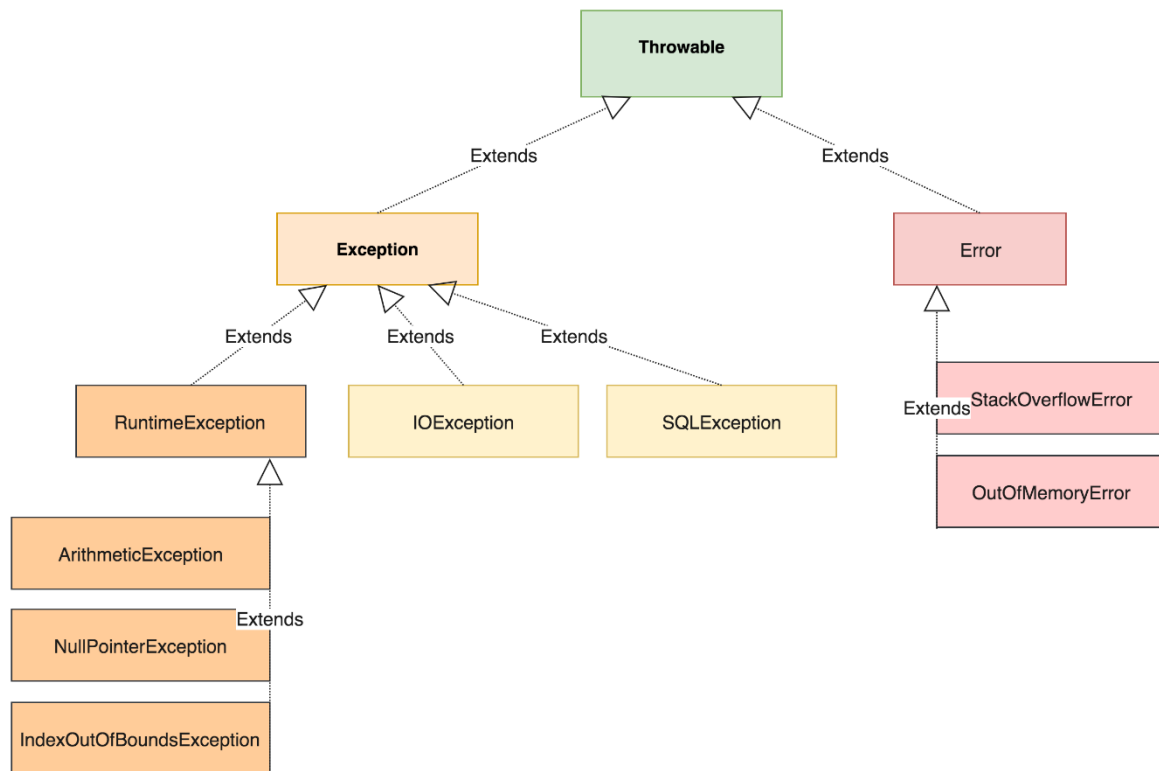 Throwable
Extends
Extends
Exception
Error
Extends
Extends
Extends
RuntimeException
IOException
SQLException
StackOverflowError
Extends
OutOfMemoryError
ArithmeticException
Extends
NullPointerException
IndexOutOfBoundsException